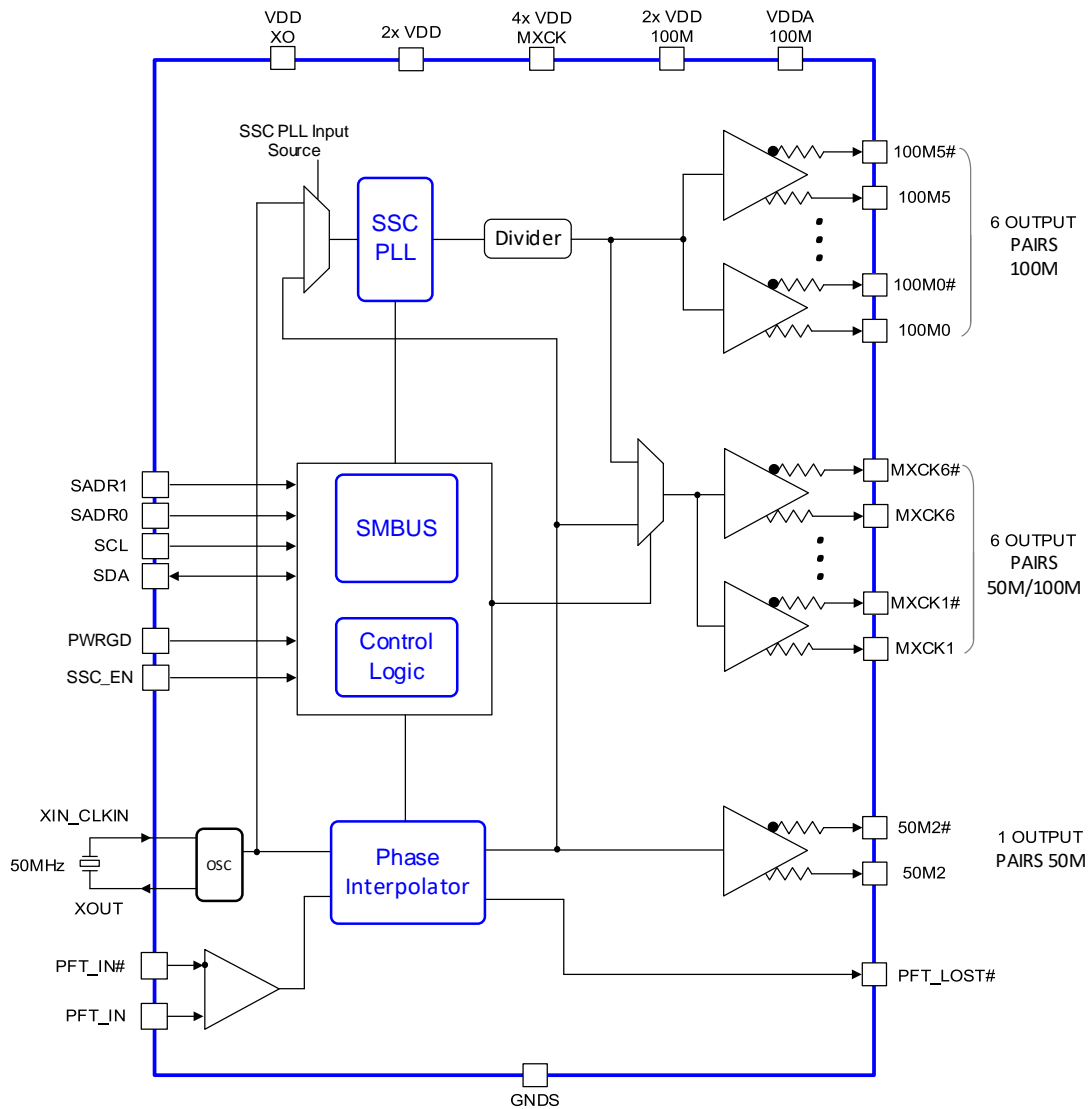 VDD
XO
2x VDD
4x VDD
MXCK
2x VDD
100M
VDDA
100M
SSC PLL Input
Source
SSC
PLL
Divider
100M5#
100M5
100M0#
100M0
6 OUTPUT
PAIRS
100M
SADR1
SADR0
SCL
SDA
PWRGD
SSC_EN
SMBUS
Control
Logic
MXCK6#
MXCK6
MXCK1#
MXCK1
6 OUTPUT
PAIRS
50M/100M
XIN_CLKIN
50MHz
XOUT
OSC
Phase
Interpolator
50M2#
50M2
1 OUTPUT
PAIRS 50M
PFT_IN#
PFT_IN
PFT_LOST#
GNDS